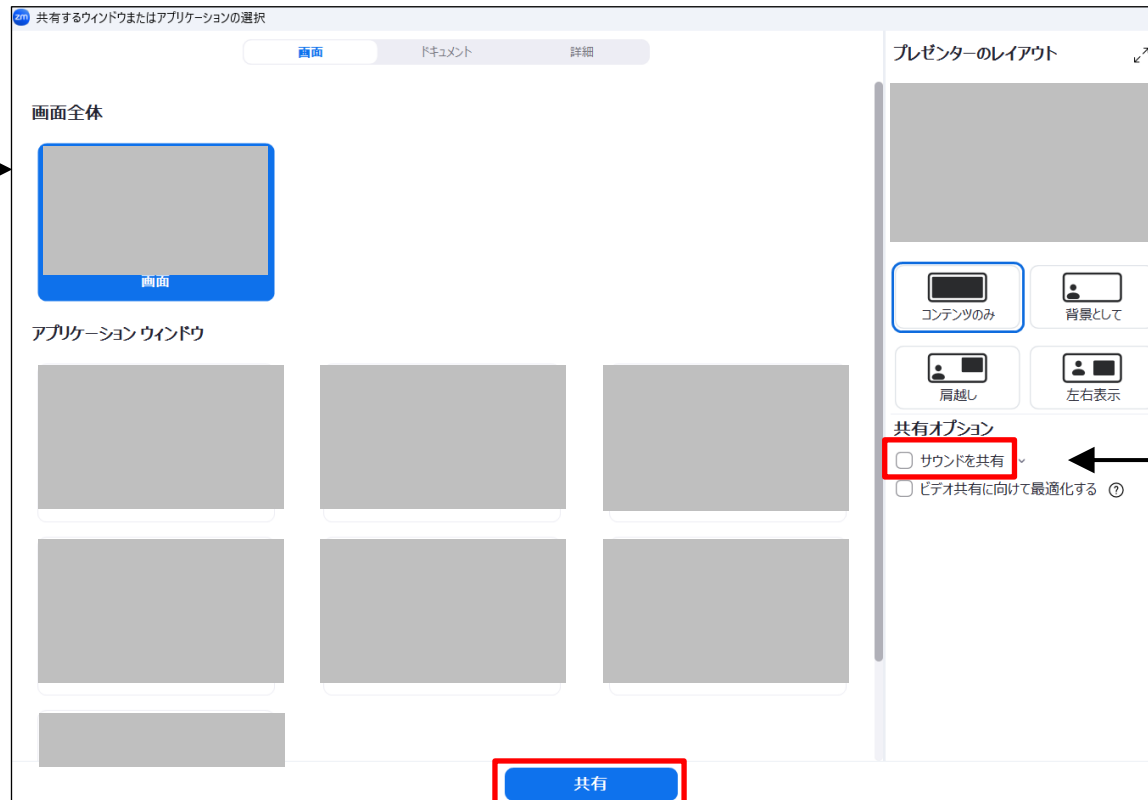 zm 共有するウィンドウまたはアプリケーションの選択
画面 ドキュメント 詳細
プレゼンターのレイアウト
画面全体
画面
コンテンツのみ 背景として
アプリケーション ウィンドウ
肩越し 左右表示
共有オプション
サウンドを共有
ビデオ共有に向けて最適化する ?
共有